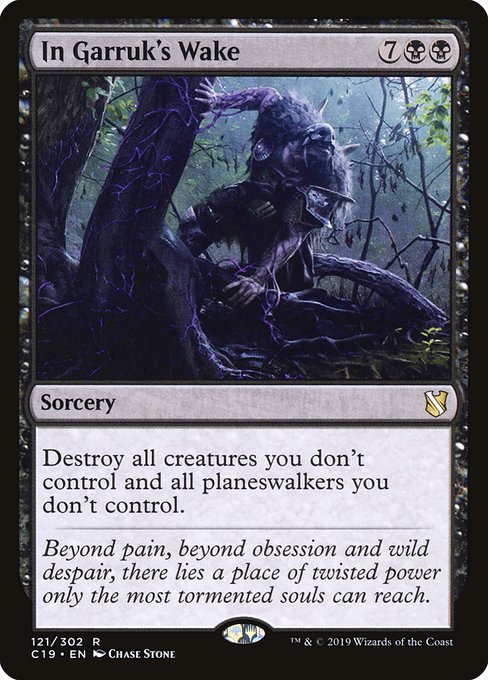 In Garruk's Wake 7
Sorcery
Destroy all creatures you don't
control and all planeswalkers you
don't control.
Beyond pain, beyond obsession and wild
despair, there lies a place of twisted power
only the most tormented souls can reach.
121/302 R
C19 • EN Chase Stone
™ & © 2019 Wizards of the Coast